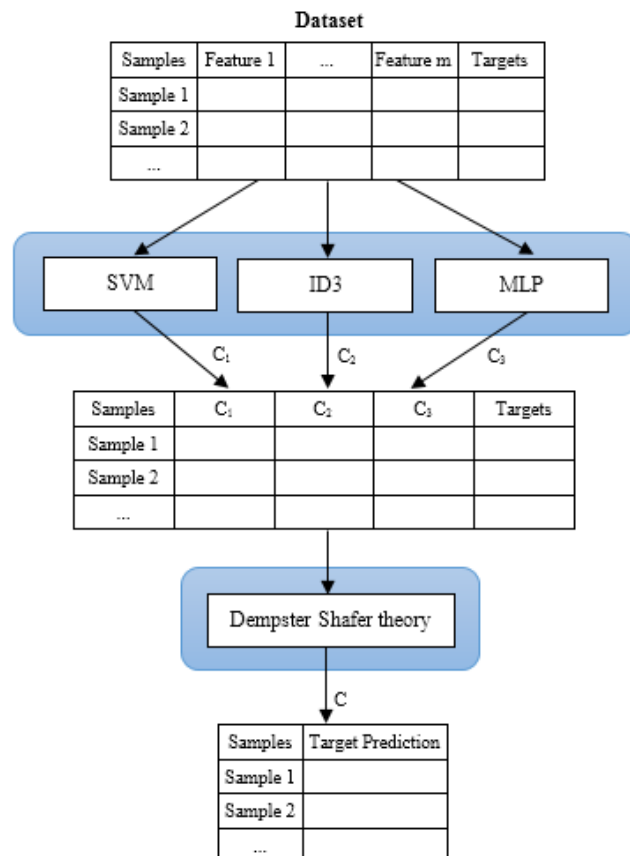 Dataset
Samples Feature 1 ... Feature m Targets
Sample 1
Sample 2
...
SVM ID3 MLP
C₁ C₂ C₃
Samples C₁ C₂ C₃ Targets
Sample 1
Sample 2
...
Dempster Shafer theory
C
Samples Target Prediction
Sample 1
Sample 2
...